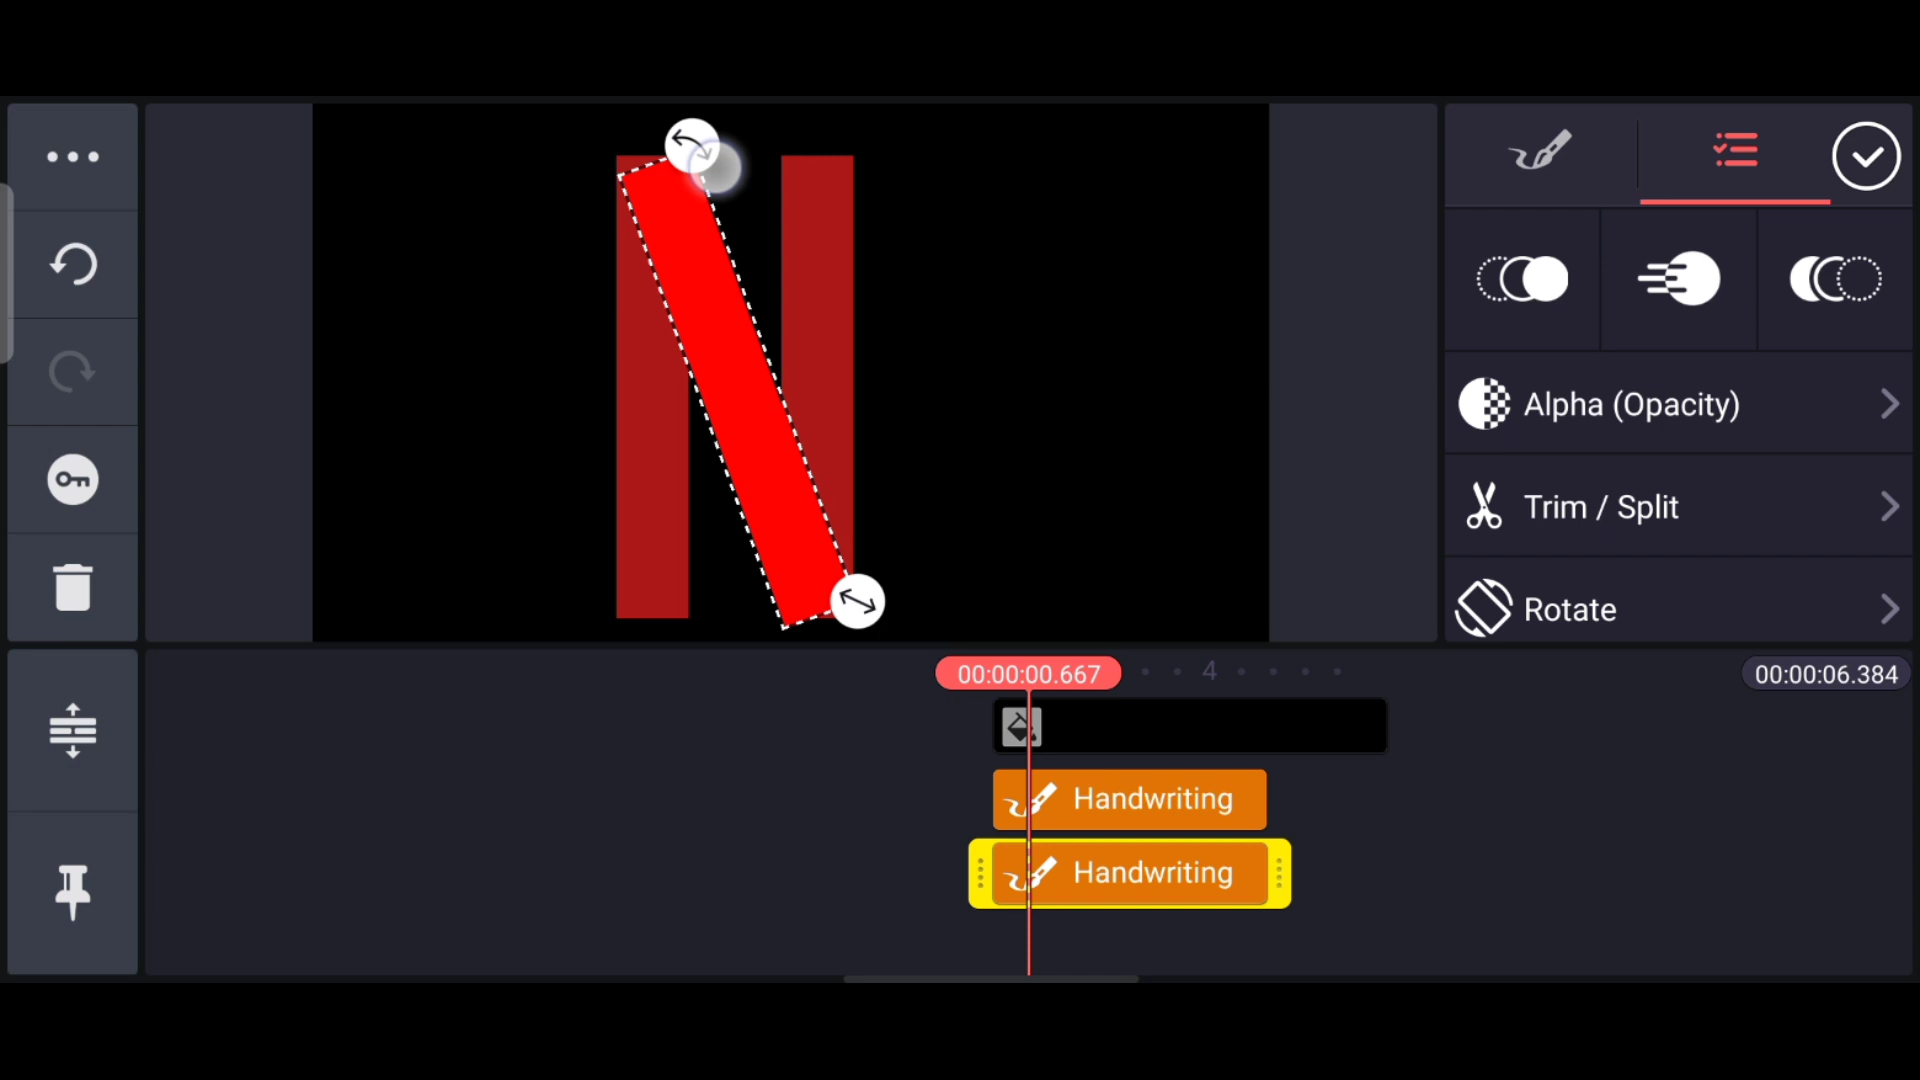 Alpha (Opacity)
Trim / Split
Rotate
00:00:00.667
4
00:00:06.384
Handwriting
Handwriting